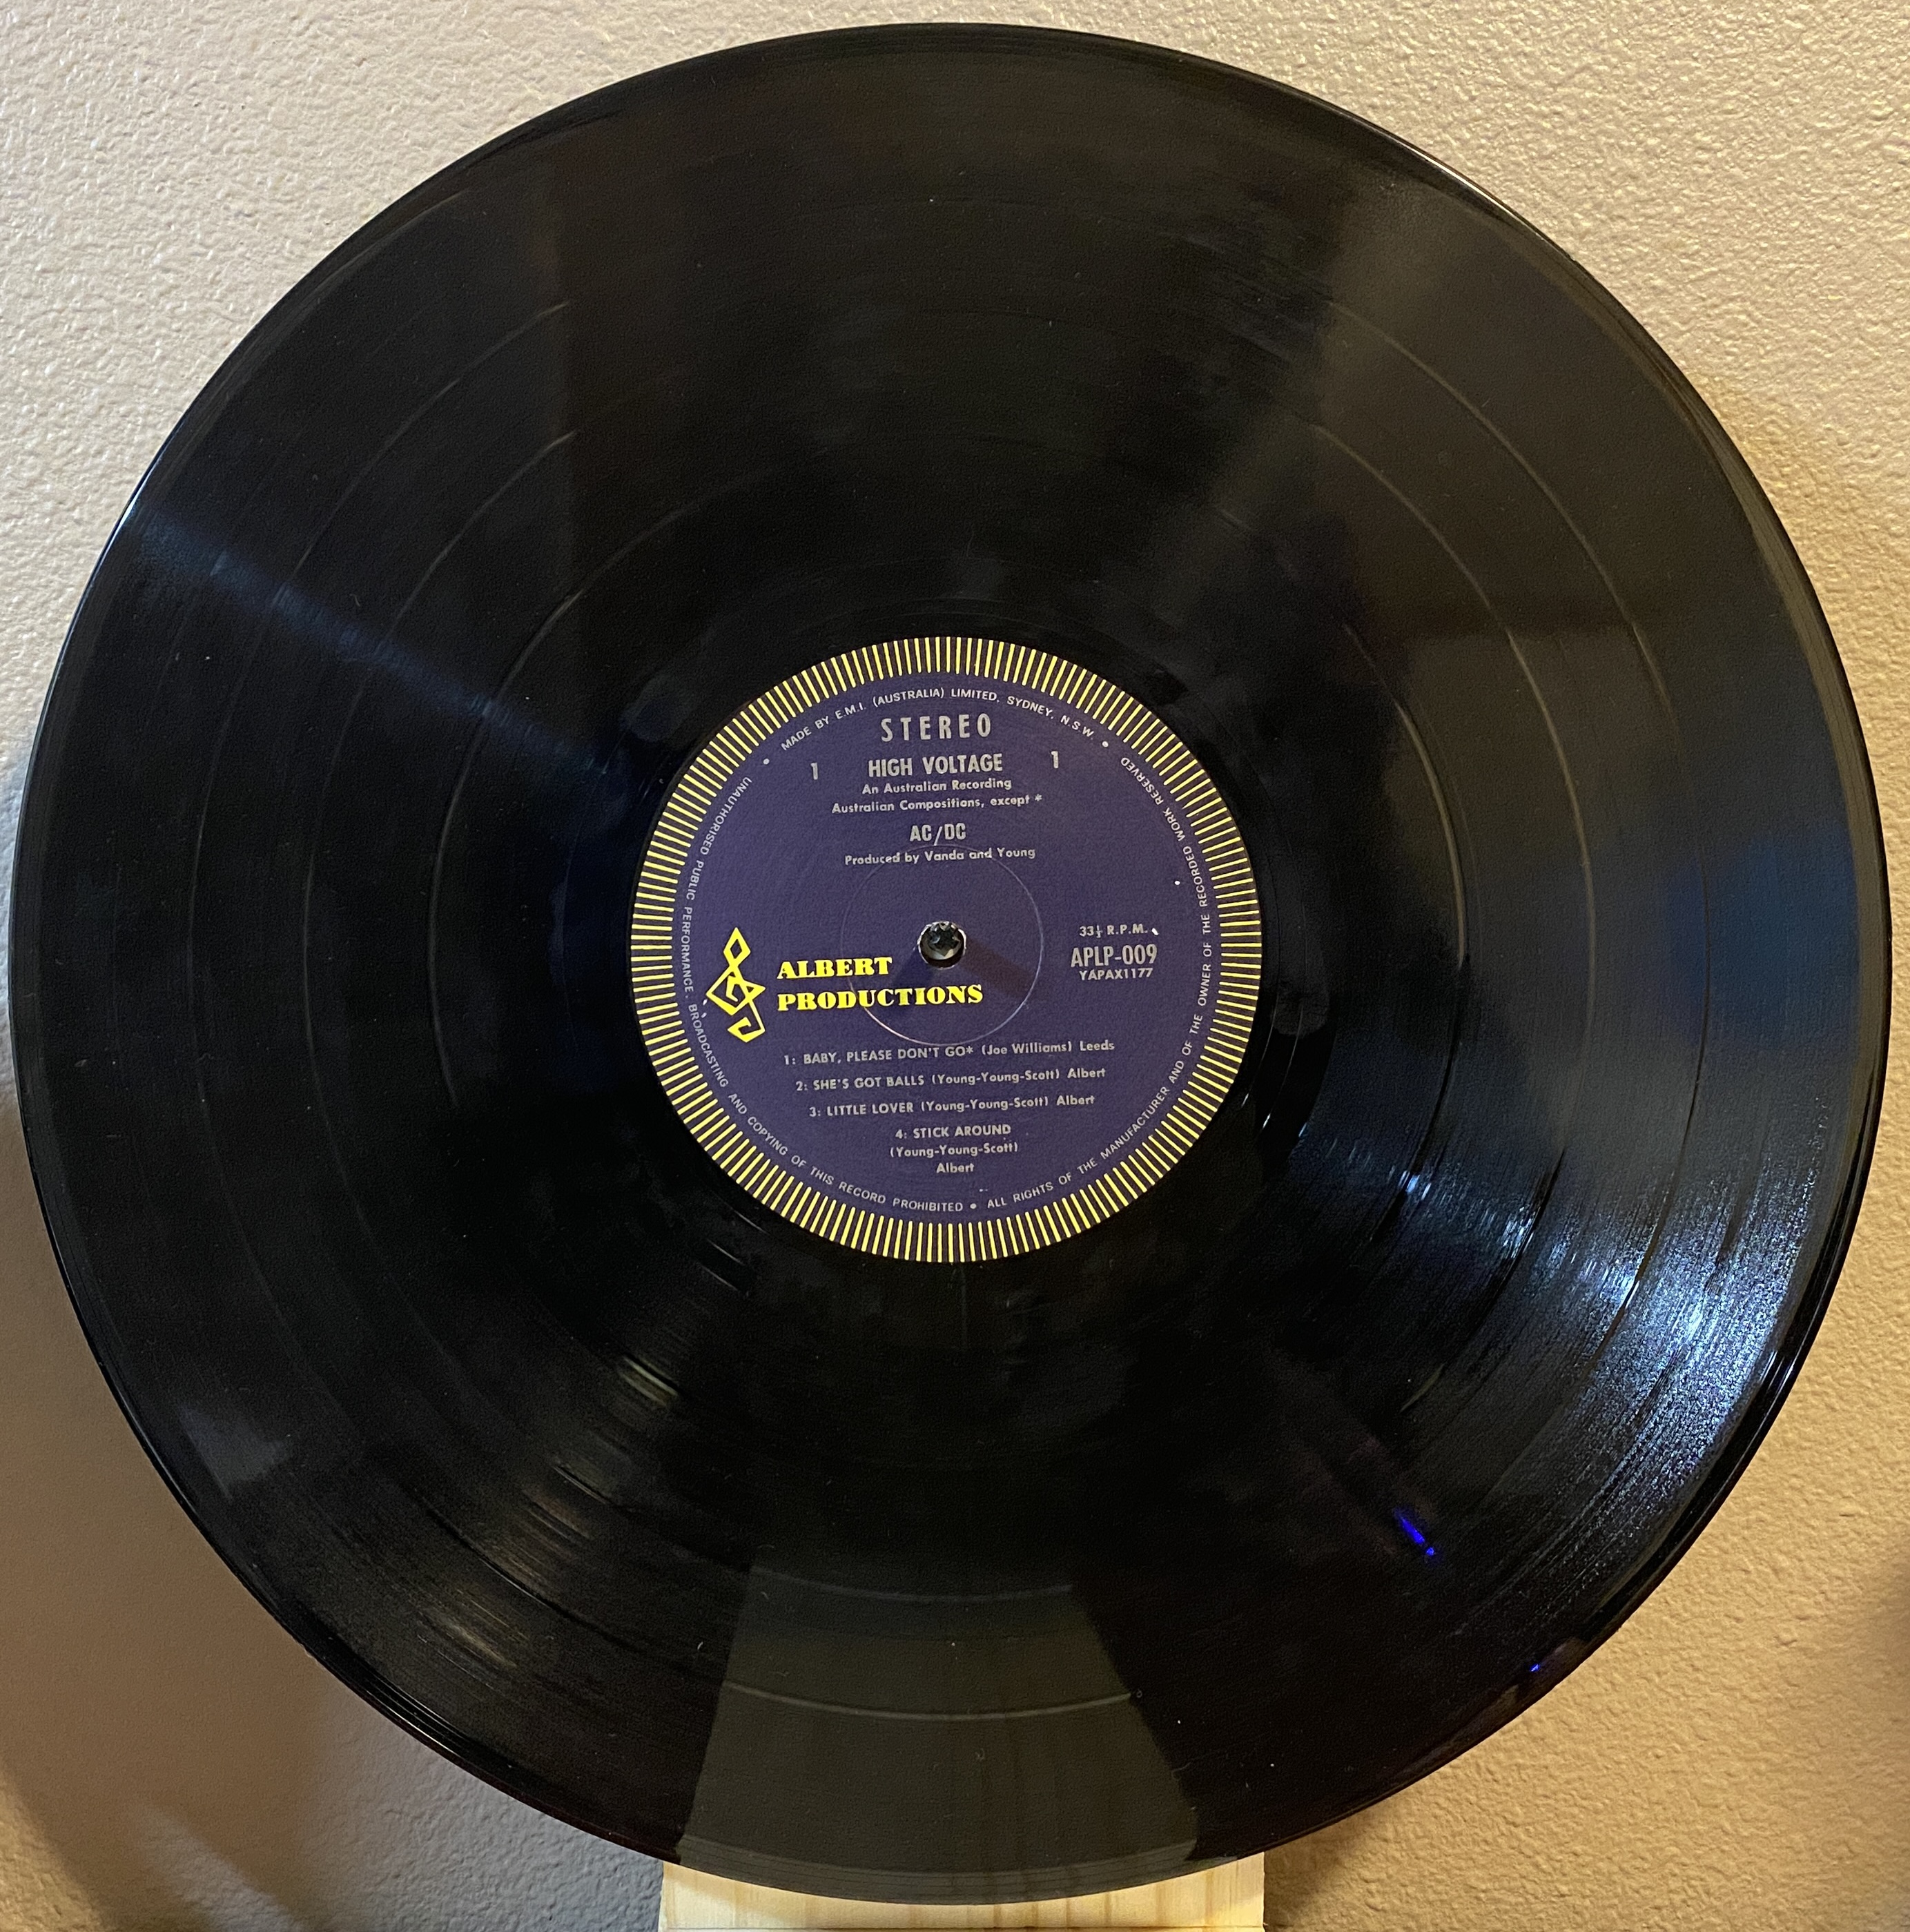 MADE BY E.M.I. (AUSTRALIA) LIMITED, SYDNEY, N.S.W. •
STEREO
1 HIGH VOLTAGE 1
An Australian Recording
Australian Compositions, except *
AC/DC
Produced by Vanda and Young
33⅓ R.P.M.
APLP-009
YAPAX1177
ALBERT
PRODUCTIONS
1: BABY, PLEASE DON'T GO* (Joe Williams) Leeds
2: SHE'S GOT BALLS (Young-Young-Scott) Albert
3: LITTLE LOVER (Young-Young-Scott) Albert
4: STICK AROUND
(Young-Young-Scott)
Albert
• UNAUTHORISED PUBLIC PERFORMANCE, BROADCASTING AND COPYING OF THIS RECORD PROHIBITED • ALL RIGHTS OF THE MANUFACTURER AND OF THE OWNER OF THE RECORDED WORK RESERVED